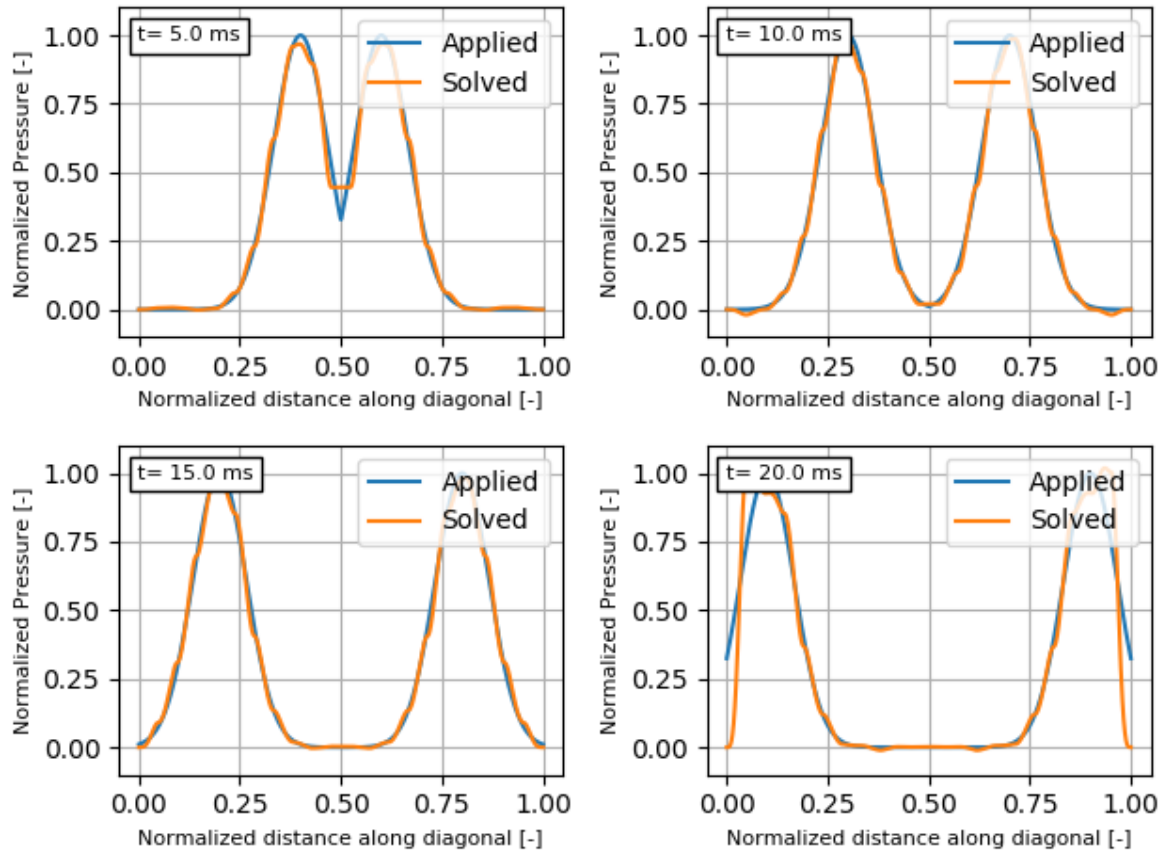 t= 5.0 ms
Applied
Solved
1.00
0.75
0.50
0.25
0.00
Normalized Pressure [-]
0.00 0.25 0.50 0.75 1.00
Normalized distance along diagonal [-]
t= 10.0 ms
Applied
Solved
1.00
0.75
0.50
0.25
0.00
Normalized Pressure [-]
0.00 0.25 0.50 0.75 1.00
Normalized distance along diagonal [-]
t= 15.0 ms
Applied
Solved
1.00
0.75
0.50
0.25
0.00
Normalized Pressure [-]
0.00 0.25 0.50 0.75 1.00
Normalized distance along diagonal [-]
t= 20.0 ms
Applied
Solved
1.00
0.75
0.50
0.25
0.00
Normalized Pressure [-]
0.00 0.25 0.50 0.75 1.00
Normalized distance along diagonal [-]